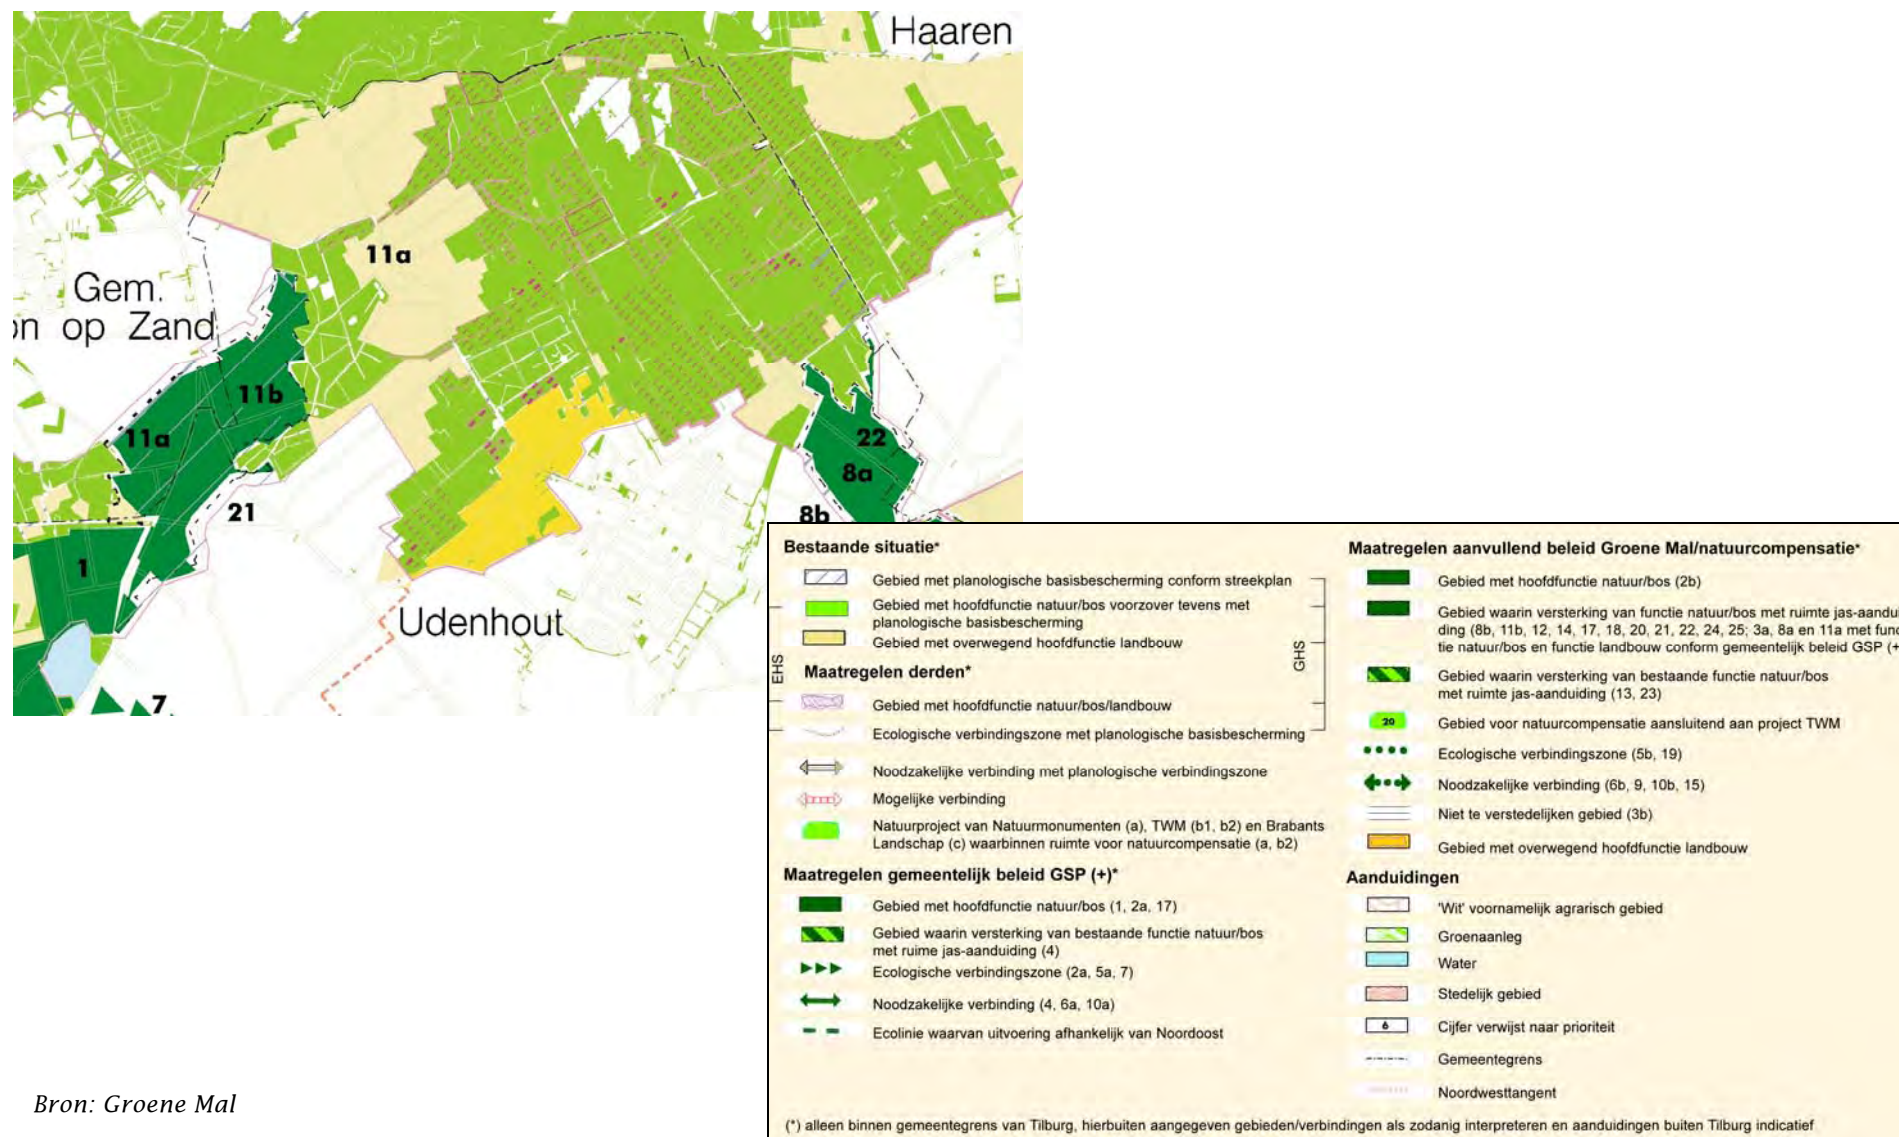 Haaren
11a
Gem.
on op Zand
11b
11a
22
8a
21
8b
1
Udenhout
7
Bestaande situatie*
Gebied met planologische basisbescherming conform streekplan
Gebied met hoofdfunctie natuur/bos voorzover tevens met
planologische basisbescherming
Gebied met overwegend hoofdfunctie landbouw
EHS
GHS
Maatregelen derden*
Gebied met hoofdfunctie natuur/bos/landbouw
Ecologische verbindingszone met planologische basisbescherming
Noodzakelijke verbinding met planologische verbindingszone
Mogelijke verbinding
Natuurproject van Natuurmonumenten (a), TWM (b1, b2) en Brabants
Landschap (c) waarbinnen ruimte voor natuurcompensatie (a, b2)
Maatregelen gemeentelijk beleid GSP (+)*
Gebied met hoofdfunctie natuur/bos (1, 2a, 17)
Gebied waarin versterking van bestaande functie natuur/bos
met ruime jas-aanduiding (4)
Ecologische verbindingszone (2a, 5a, 7)
Noodzakelijke verbinding (4, 6a, 10a)
Ecolinie waarvan uitvoering afhankelijk van Noordoost
Maatregelen aanvullend beleid Groene Mal/natuurcompensatie*
Gebied met hoofdfunctie natuur/bos (2b)
Gebied waarin versterking van functie natuur/bos met ruimte jas-aandui
ding (8b, 11b, 12, 14, 17, 18, 20, 21, 22, 24, 25; 3a, 8a en 11a met func
tie natuur/bos en functie landbouw conform gemeentelijk beleid GSP (+
Gebied waarin versterking van bestaande functie natuur/bos
met ruimte jas-aanduiding (13, 23)
20
Gebied voor natuurcompensatie aansluitend aan project TWM
Ecologische verbindingszone (5b, 19)
Noodzakelijke verbinding (6b, 9, 10b, 15)
Niet te verstedelijken gebied (3b)
Gebied met overwegend hoofdfunctie landbouw
Aanduidingen
'Wit' voornamelijk agrarisch gebied
Groenaanleg
Water
Stedelijk gebied
6
Cijfer verwijst naar prioriteit
Gemeentegrens
Noordwesttangent
(*) alleen binnen gemeentegrens van Tilburg, hierbuiten aangegeven gebieden/verbindingen als zodanig interpreteren en aanduidingen buiten Tilburg indicatief
Bron: Groene Mal